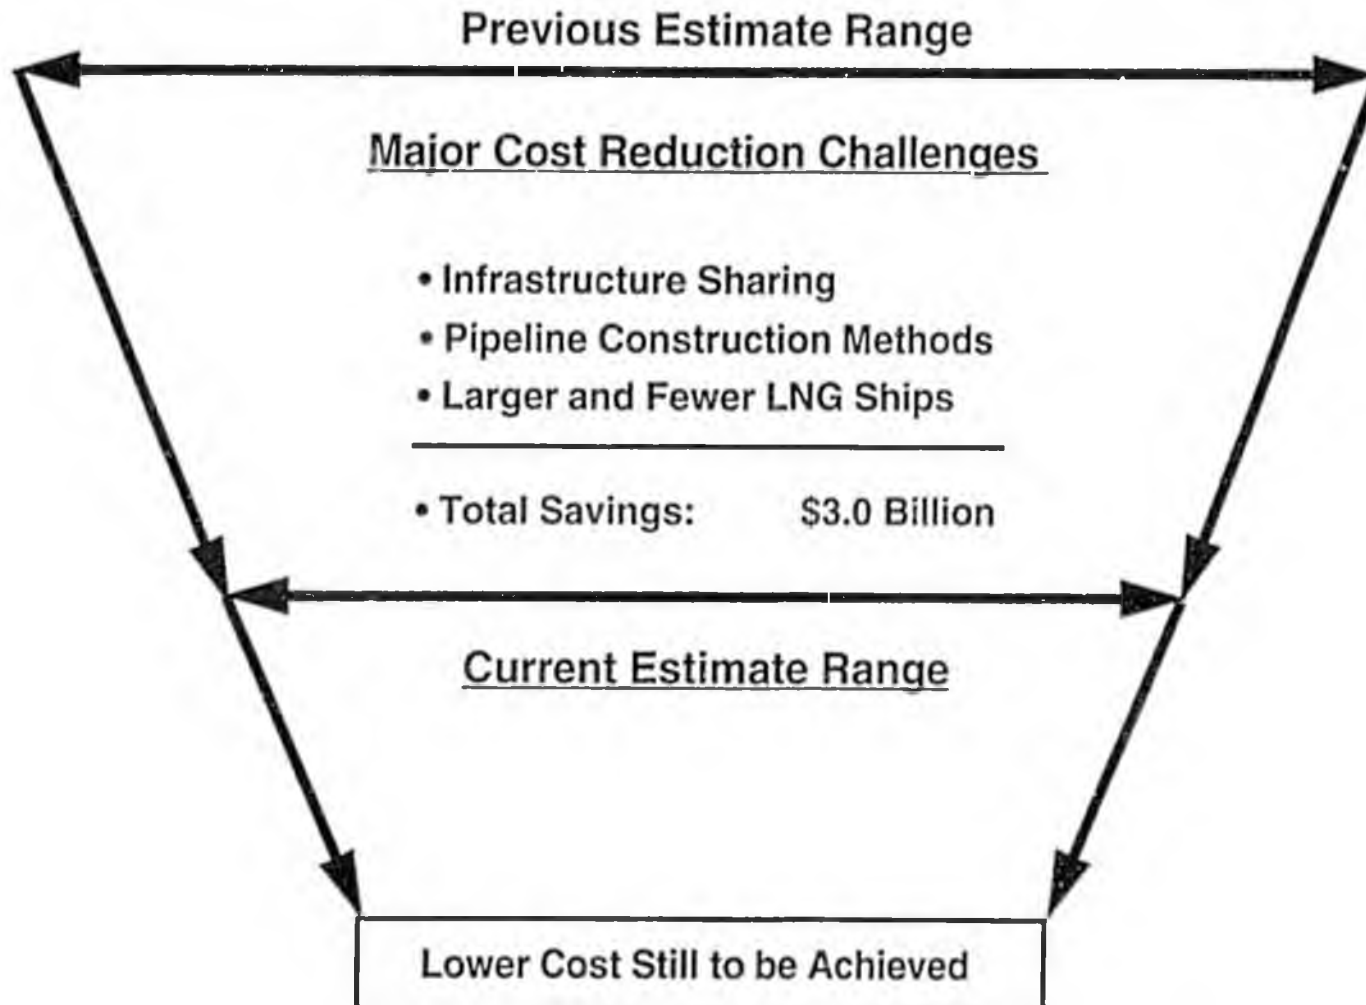 Previous Estimate Range
Major Cost Reduction Challenges
• Infrastructure Sharing
• Pipeline Construction Methods
• Larger and Fewer LNG Ships
• Total Savings: $3.0 Billion
Current Estimate Range
Lower Cost Still to be Achieved